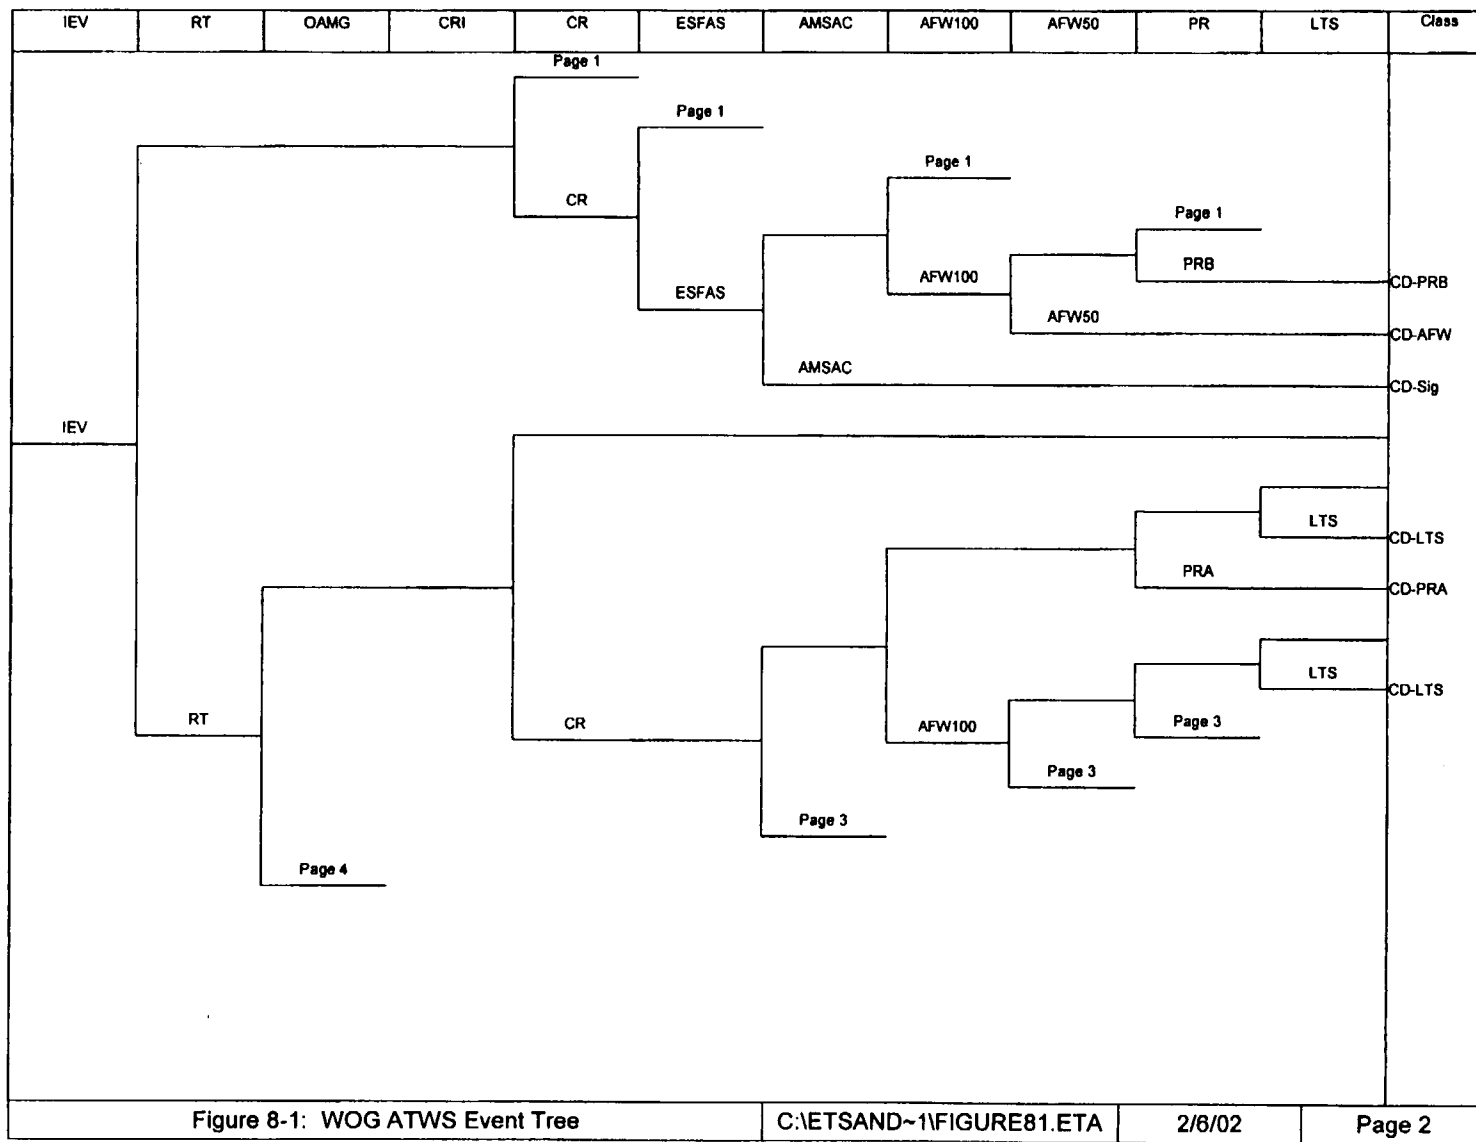 IEV RT OAMG CRI CR ESFAS AMSAC AFW100 AFW50 PR LTS Class
Page 1
Page 1
Page 1
CR
Page 1
PRB
AFW100
CD-PRB
ESFAS
AFW50
CD-AFW
AMSAC
CD-Sig
IEV
LTS
CD-LTS
PRA
CD-PRA
LTS
CD-LTS
RT
CR
AFW100
Page 3
Page 3
Page 3
Page 4
Figure 8-1: WOG ATWS Event Tree C:\ETSAND~1\FIGURE81.ETA 2/6/02 Page 2